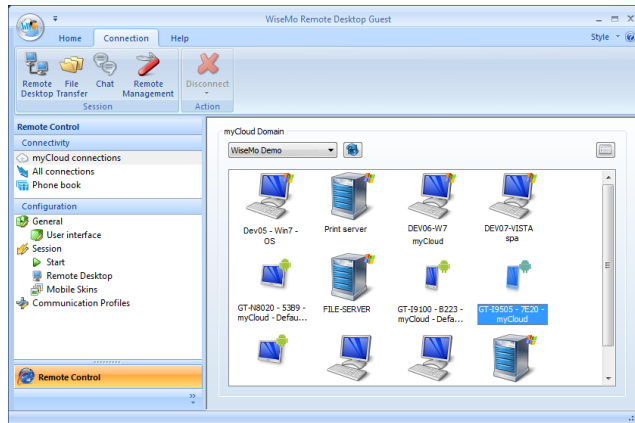 WiseMo Remote Desktop Guest
Home
Connection
Help
Style
Remote Desktop
File Transfer
Chat
Remote Management
Disconnect
Session
Action
Remote Control
Connectivity
myCloud connections
All connections
Phone book
Configuration
General
User interface
Session
Start
Remote Desktop
Mobile Skins
Communication Profiles
Remote Control
myCloud Domain
WiseMo Demo
Dev05 - Win7 -
OS
Print server
DEV06-W7
myCloud
DEV07-VISTA
spa
GT-N8020 - 53B9 -
myCloud - Defau...
FILE-SERVER
GT-I9100 - B223 -
myCloud - Defa...
GT-I9505 - 7E20 -
myCloud